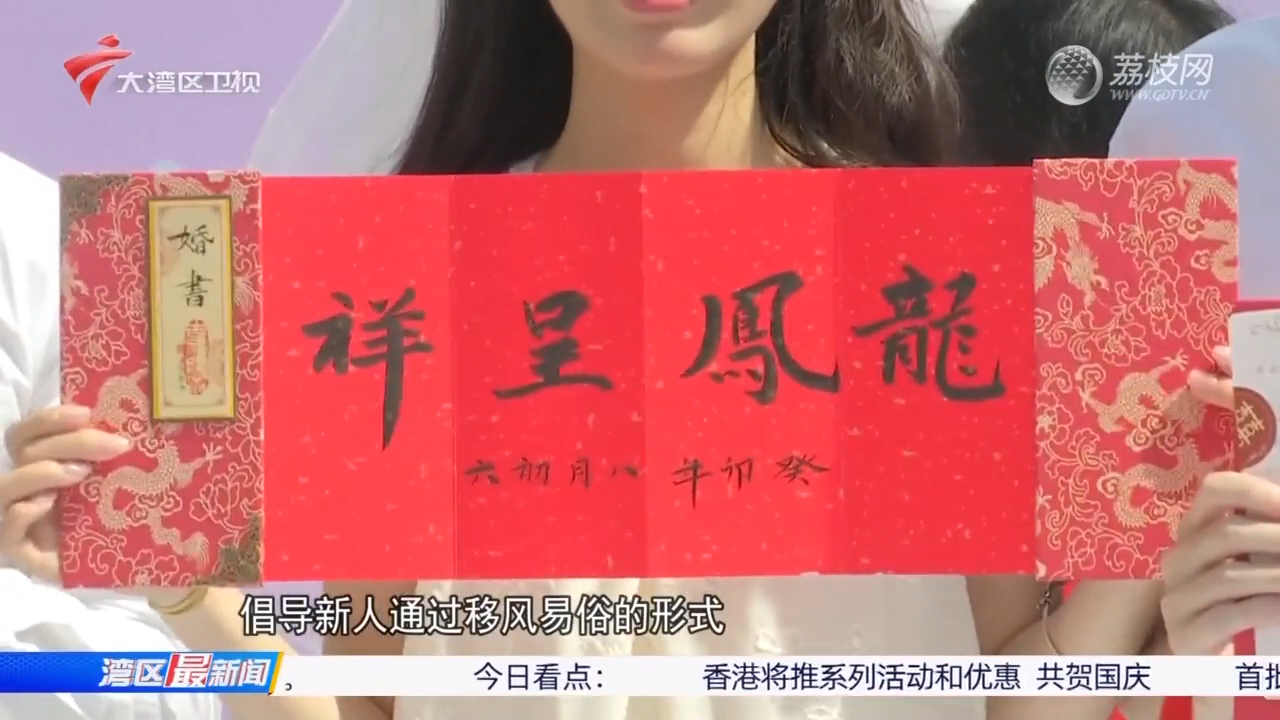 大湾区卫视
荔枝网
WWW.GDTV.CN
婚書
龍鳳呈祥
癸卯年八月初六
倡导新人通过移风易俗的形式
湾区最新闻
。 今日看点： 香港将推系列活动和优惠 共贺国庆 首批